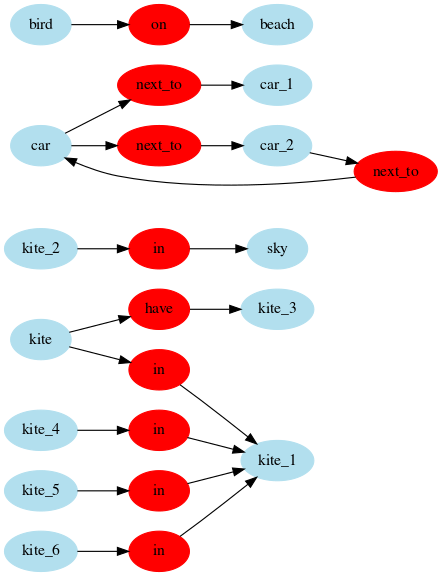 bird on beach
next_to car_1
car next_to car_2
next_to
kite_2 in sky
have kite_3
kite
in
kite_4 in
kite_1
kite_5 in
kite_6 in